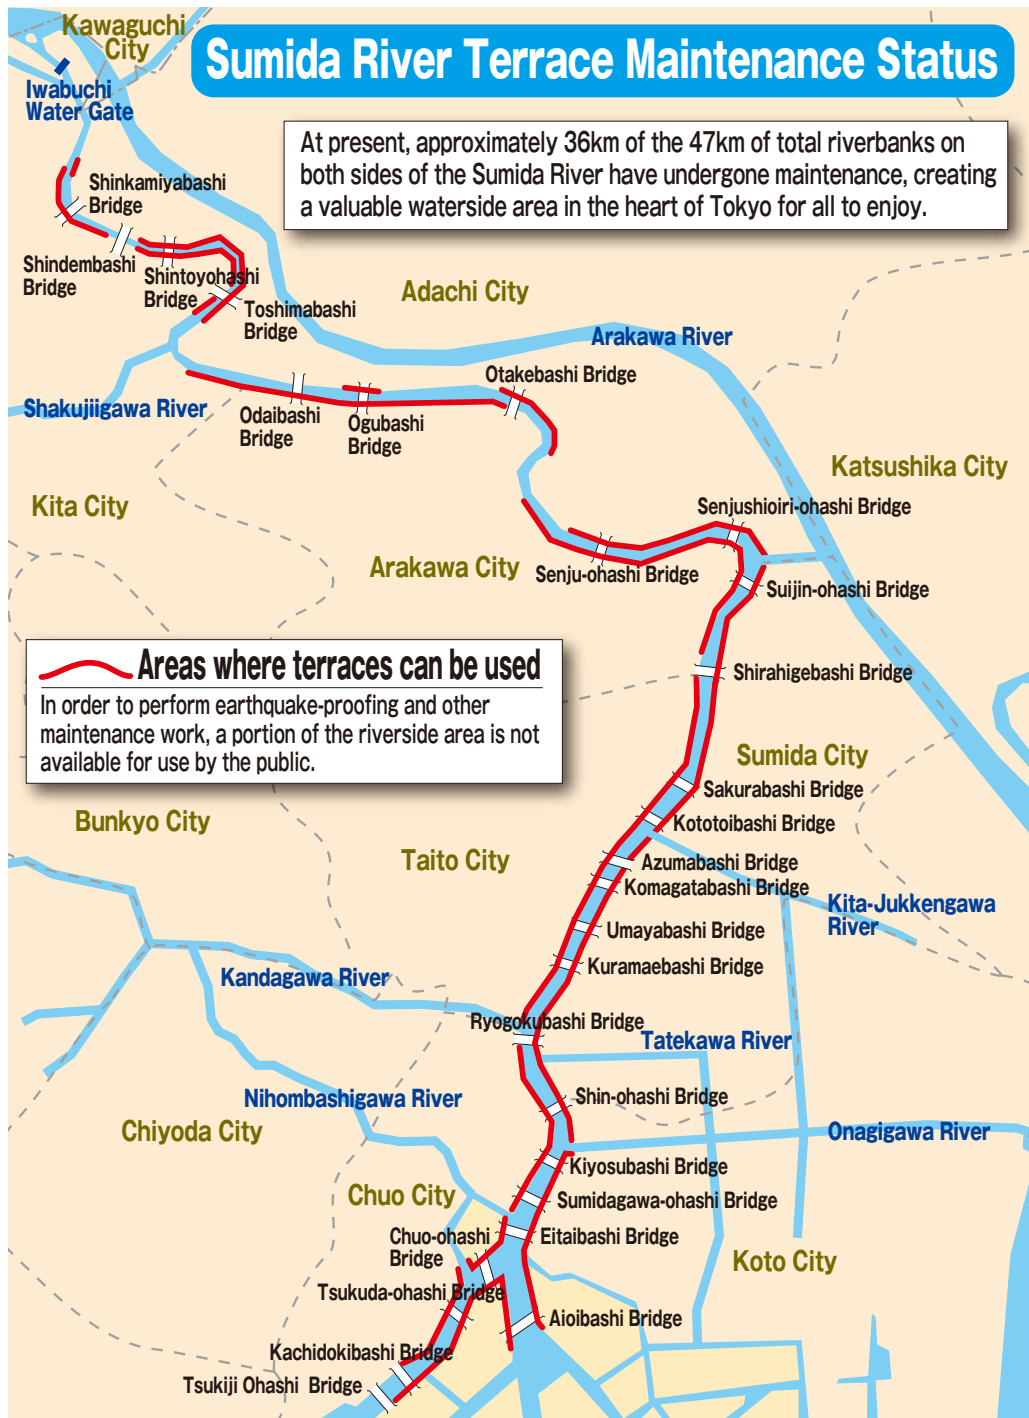 Kawaguchi
City
Sumida River Terrace Maintenance Status
Iwabuchi
Water Gate
At present, approximately 36km of the 47km of total riverbanks on
both sides of the Sumida River have undergone maintenance, creating
a valuable waterside area in the heart of Tokyo for all to enjoy.
Shinkamiyabashi
Bridge
Shindembashi
Bridge
Shintoyohashi
Bridge
Toshimabashi
Bridge
Adachi City
Arakawa River
Otakebashi Bridge
Shakujiigawa River
Odaibashi
Bridge
Ogubashi
Bridge
Katsushika City
Kita City
Senjushioiri-ohashi Bridge
Arakawa City
Senju-ohashi Bridge
Suijin-ohashi Bridge
Areas where terraces can be used
In order to perform earthquake-proofing and other
maintenance work, a portion of the riverside area is not
available for use by the public.
Shirahigebashi Bridge
Sumida City
Sakurabashi Bridge
Bunkyo City
Kototoibashi Bridge
Taito City
Azumabashi Bridge
Komagatabashi Bridge
Kita-Jukkengawa
River
Umayabashi Bridge
Kuramaebashi Bridge
Kandagawa River
Ryogokubashi Bridge
Tatekawa River
Nihombashigawa River
Shin-ohashi Bridge
Chiyoda City
Onagigawa River
Kiyosubashi Bridge
Chuo City
Sumidagawa-ohashi Bridge
Chuo-ohashi
Bridge
Eitaibashi Bridge
Koto City
Tsukuda-ohashi Bridge
Aioibashi Bridge
Kachidokibashi Bridge
Tsukiji Ohashi Bridge